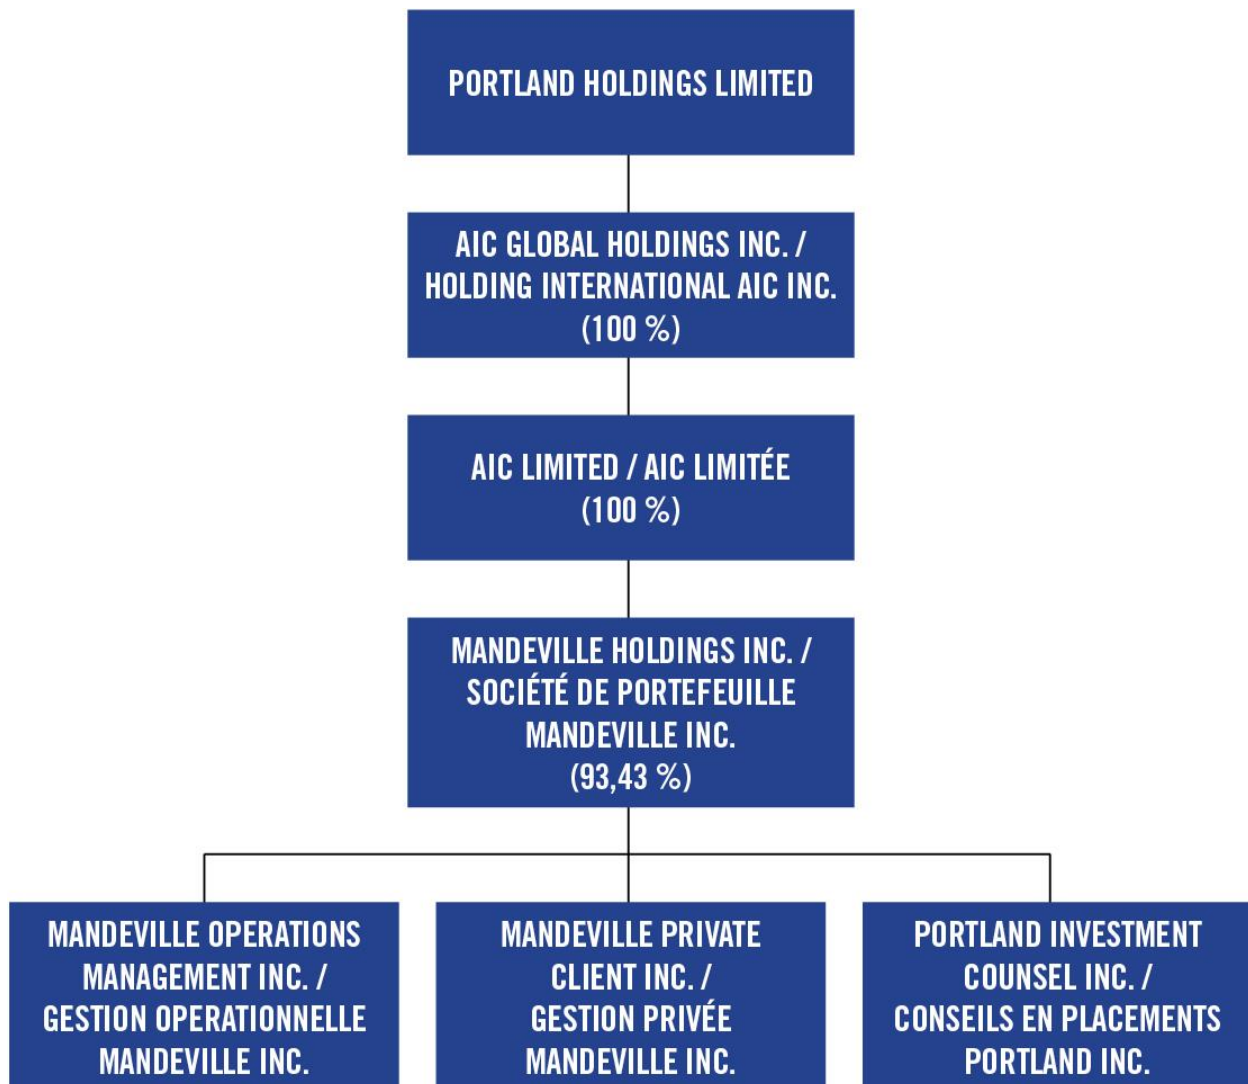 PORTLAND HOLDINGS LIMITED
AIC GLOBAL HOLDINGS INC. /
HOLDING INTERNATIONAL AIC INC.
(100 %)
AIC LIMITED / AIC LIMITÉE
(100 %)
MANDEVILLE HOLDINGS INC. /
SOCIÉTÉ DE PORTEFEUILLE
MANDEVILLE INC.
(93,43 %)
MANDEVILLE OPERATIONS
MANAGEMENT INC. /
GESTION OPERATIONNELLE
MANDEVILLE INC.
MANDEVILLE PRIVATE
CLIENT INC. /
GESTION PRIVÉE
MANDEVILLE INC.
PORTLAND INVESTMENT
COUNSEL INC. /
CONSEILS EN PLACEMENTS
PORTLAND INC.